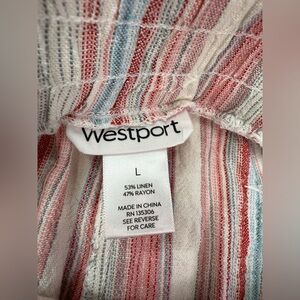 Westport
L
53% LINEN
47% RAYON
MADE IN CHINA
RN 135306
SEE REVERSE
FOR CARE